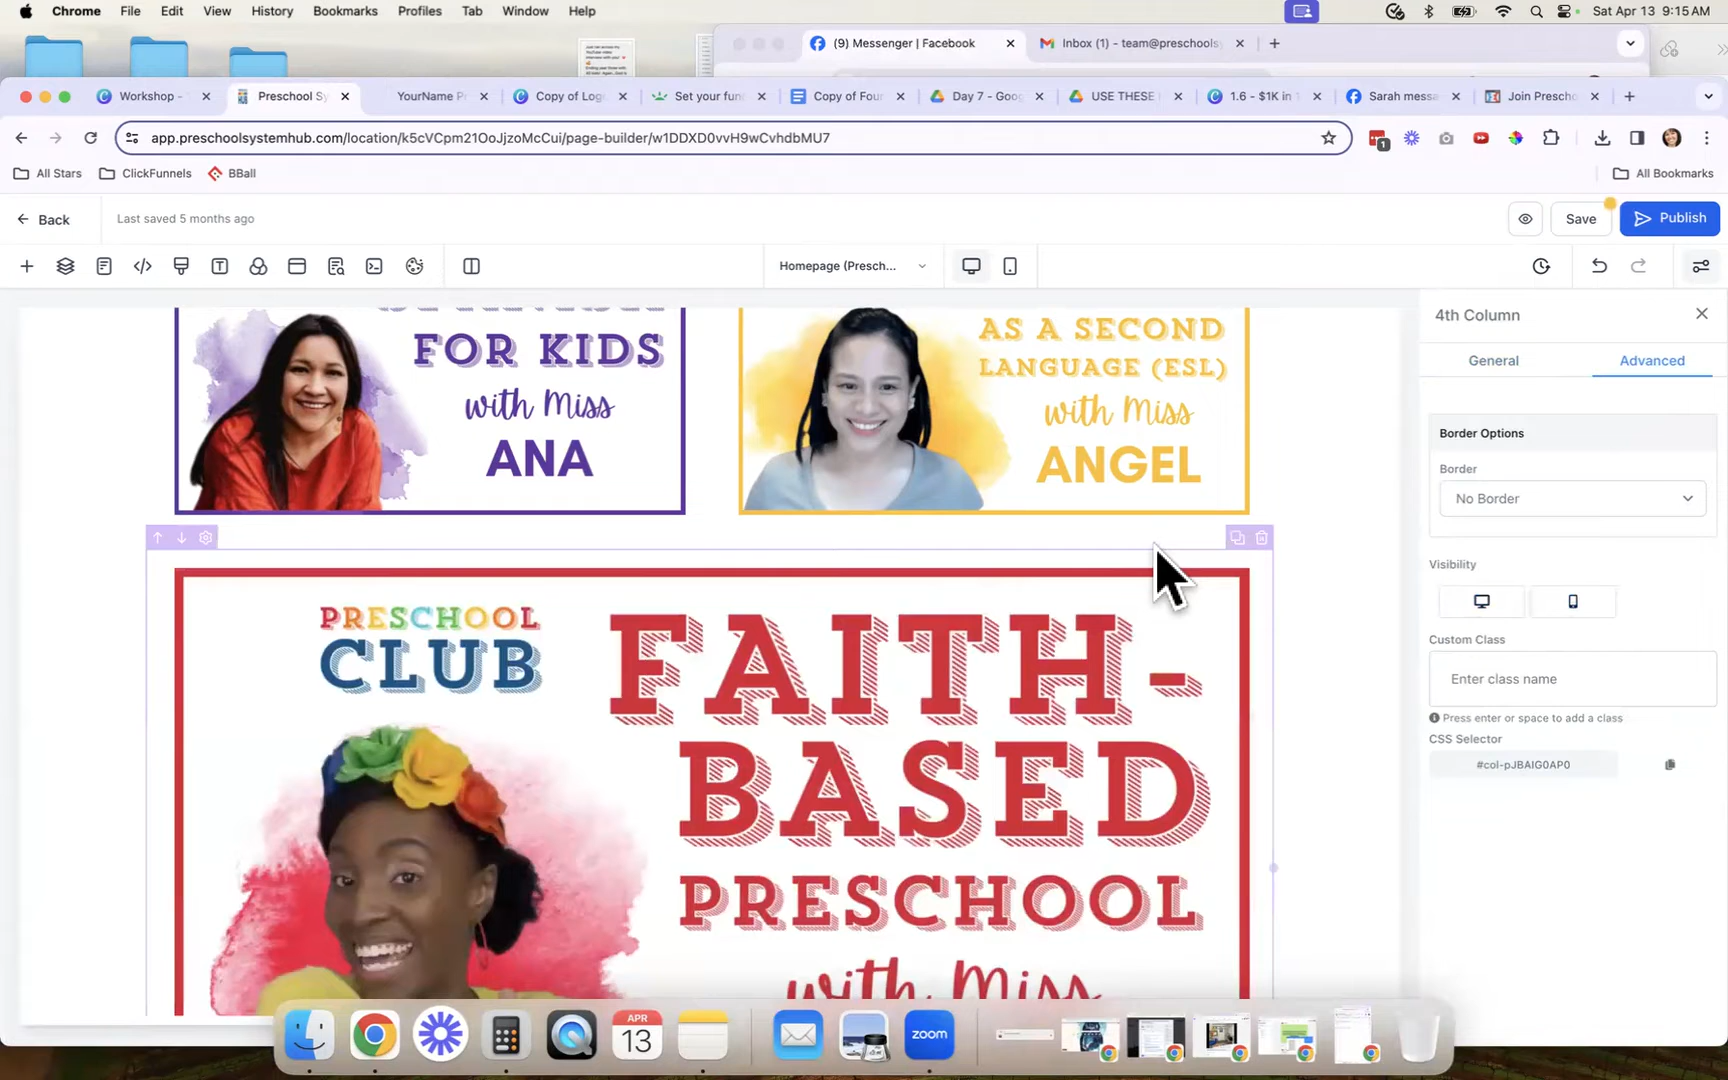 Chrome File Edit View History Bookmarks Profiles Tab Window Help
Sat Apr 13 9:15 AM
(9) Messenger | Facebook
Inbox (1) - team@preschools
Workshop -
Preschool Sy
YourName Pr
Copy of Logo
Set your fun
Copy of Four
Day 7 - Goog
USE THESE
1.6 - $1K in
Sarah messa
Join Prescho
app.preschoolsystemhub.com/location/k5cVCpm21OoJjzoMcCui/page-builder/w1DDXD0vvH9wCvhdbMU7
1
All Stars
ClickFunnels
BBall
All Bookmarks
Back
Last saved 5 months ago
Save
Publish
Homepage (Presch...
4th Column
General
Advanced
Border Options
Border
No Border
Visibility
Custom Class
Enter class name
Press enter or space to add a class
CSS Selector
#col-pJBAIG0AP0
FOR KIDS
with Miss
ANA
AS A SECOND
LANGUAGE (ESL)
with Miss
ANGEL
PRESCHOOL
CLUB
FAITH-
BASED
PRESCHOOL
with Miss
APR
13
zoom